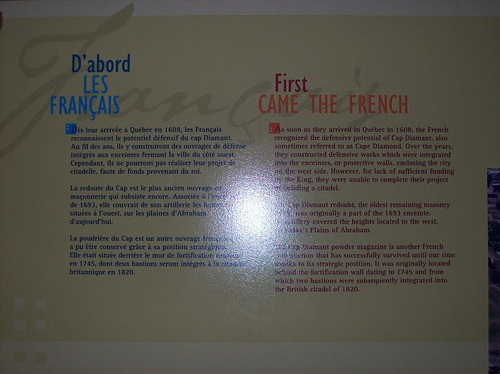 Français
D'abord
LES
FRANÇAIS
Dès leur arrivée à Québec en 1608, les Français
reconnaissent le potentiel défensif du cap Diamant.
Au fil des ans, ils y construiront des ouvrages de défense
intégrés aux enceintes fermant la ville du côté ouest.
Cependant, ils ne pourront pas réaliser leur projet de
citadelle, faute de fonds provenant du roi.
La redoute du Cap est le plus ancien ouvrage en
maçonnerie qui subsiste encore. Associée à
de 1693, elle couvrait de son artillerie les
situées à l'ouest, sur les plaines d'Abraham
d'aujourd'hui.
La poudrière du Cap est un autre ouvrage
a pu être conservé grâce à sa position
Elle était située derrière le mur de fortification
en 1745, dont deux bastions seront intégrés à la
britannique en 1820.
First
CAME THE FRENCH
As soon as they arrived in Québec in 1608, the French
recognized the defensive potential of Cap Diamant, also
sometimes referred to as Cape Diamond. Over the years,
they constructed defensive works which were integrated
into the enceintes, or protective walls, enclosing the city
on the west side. However, for lack of sufficient funding
by the King, they were unable to complete their project
building a citadel.
Cap Diamant redoubt, the oldest remaining masonry
was originally a part of the 1693 enceinte.
covered the heights located to the west,
Plains of Abraham.
Cap Diamant powder magazine is another French
that has successfully survived until our time
thanks to its strategic position. It was originally located
behind the fortification wall dating to 1745 and from
which two bastions were subsequently integrated into
the British citadel of 1820.